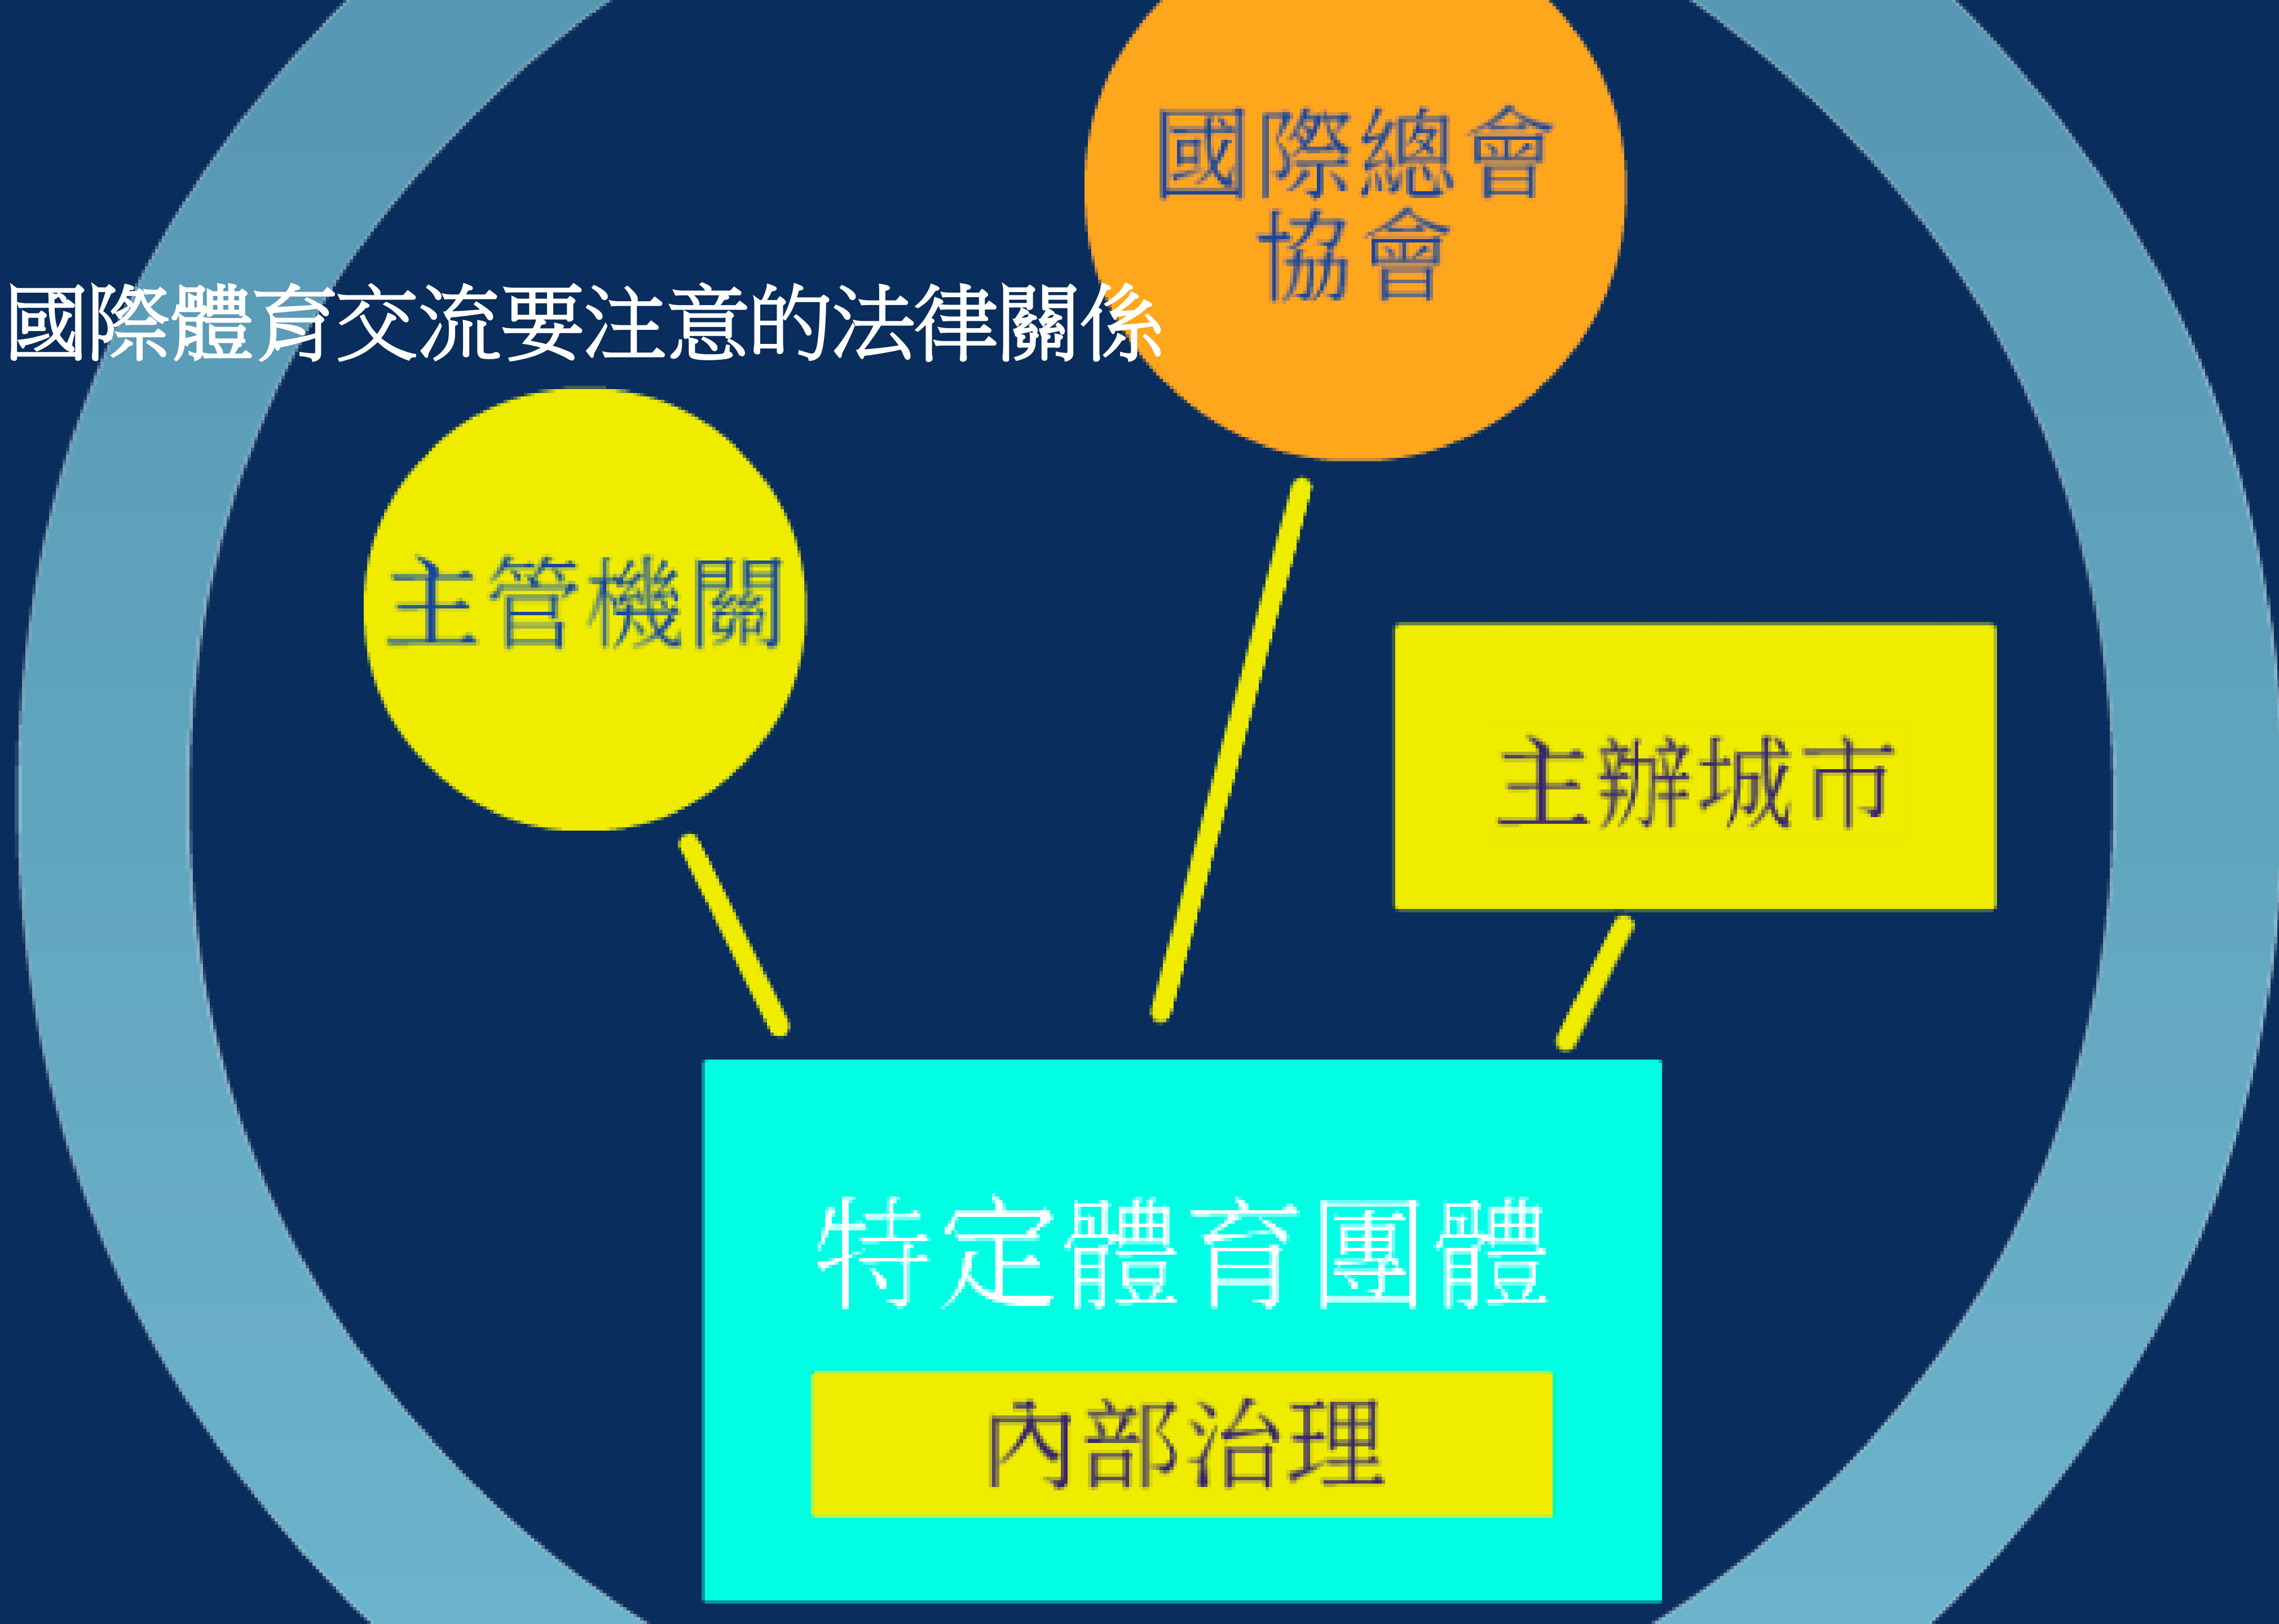 國際總會
協會
國際體育交流要注意的法律關係
主管機關
主辦城市
特定體育團體
內部治理